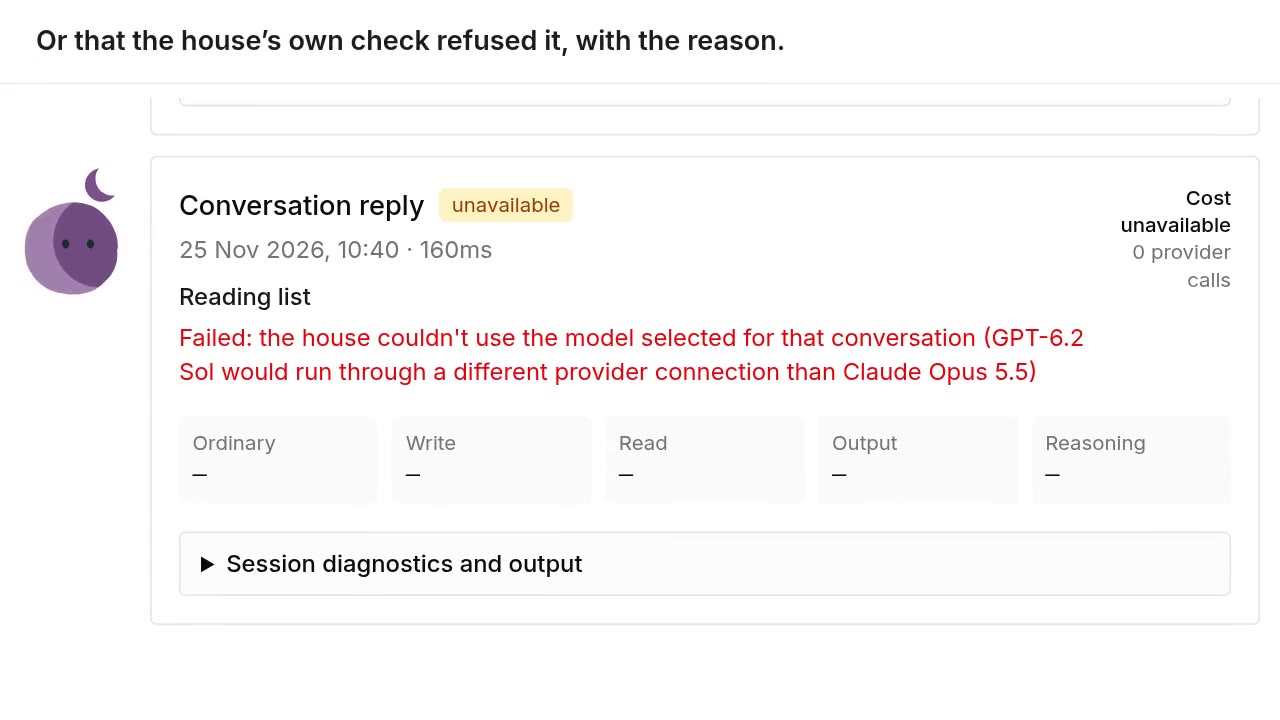 Or that the house’s own check refused it, with the reason.
Conversation reply unavailable
25 Nov 2026, 10:40 · 160ms
Cost
unavailable
0 provider
calls
Reading list
Failed: the house couldn't use the model selected for that conversation (GPT-6.2
Sol would run through a different provider connection than Claude Opus 5.5)
Ordinary Write Read Output Reasoning
— — — — —
▶ Session diagnostics and output